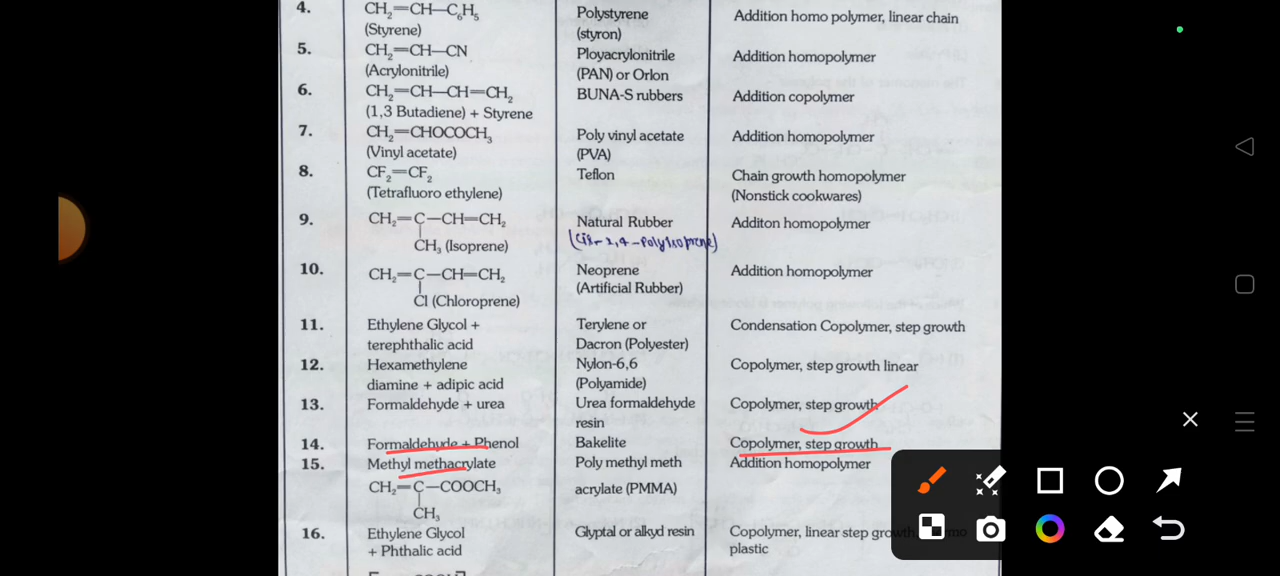 4. CH₂=CH—C₆H₅ Polystyrene Addition homo polymer, linear chain
(Styrene) (styron)
5. CH₂=CH—CN Ployacrylonitrile Addition homopolymer
(Acrylonitrile) (PAN) or Orlon
6. CH₂=CH—CH=CH₂ BUNA-S rubbers Addition copolymer
(1,3 Butadiene) + Styrene
7. CH₂=CHOCOCH₃ Poly vinyl acetate Addition homopolymer
(Vinyl acetate) (PVA)
8. CF₂=CF₂ Teflon Chain growth homopolymer
(Tetrafluoro ethylene) (Nonstick cookwares)
9. CH₂=C—CH=CH₂ Natural Rubber Additon homopolymer
CH₃ (Isoprene) (Cis-1,4-Polyisoprene)
10. CH₂=C—CH=CH₂ Neoprene Addition homopolymer
Cl (Chloroprene) (Artificial Rubber)
11. Ethylene Glycol + Terylene or Condensation Copolymer, step growth
terephthalic acid Dacron (Polyester)
12. Hexamethylene Nylon-6,6 Copolymer, step growth linear
diamine + adipic acid (Polyamide)
13. Formaldehyde + urea Urea formaldehyde Copolymer, step growth
resin
14. Formaldehyde + Phenol Bakelite Copolymer, step growth
15. Methyl methacrylate Poly methyl meth Addition homopolymer
CH₂=C—COOCH₃ acrylate (PMMA)
CH₃
16. Ethylene Glycol Glyptal or alkyd resin Copolymer, linear step growth
+ Phthalic acid plastic